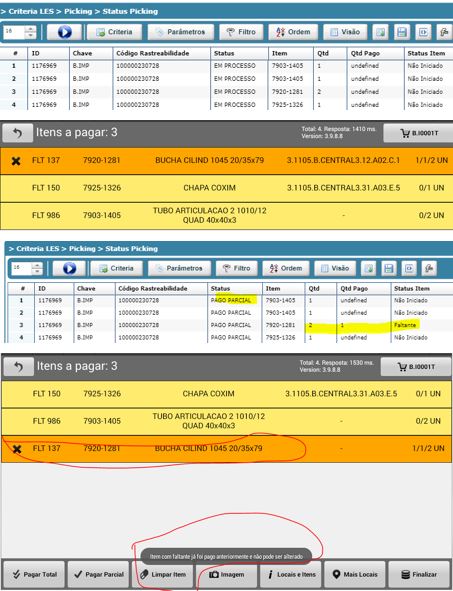 > Criteria LES > Picking > Status Picking
16 Criteria Parâmetros Filtro Ordem Visão
# ID Chave Código Rastreabilidade Status Item Qtd Qtd Pago Status Item
1 1176969 B.IMP 100000230728 EM PROCESSO 7903-1405 1 undefined Não Iniciado
2 1176969 B.IMP 100000230728 EM PROCESSO 7903-1405 1 undefined Não Iniciado
3 1176969 B.IMP 100000230728 EM PROCESSO 7920-1281 2 undefined Não Iniciado
4 1176969 B.IMP 100000230728 EM PROCESSO 7925-1326 1 undefined Não Iniciado
Itens a pagar: 3 Total: 4. Resposta: 1410 ms. B.I0001T
Version: 3.9.8.8
FLT 137 7920-1281 BUCHA CILIND 1045 20/35x79 3.1105.B.CENTRAL3.12.A02.C.1 1/1/2 UN
FLT 150 7925-1326 CHAPA COXIM 3.1105.B.CENTRAL3.31.A03.E.5 0/1 UN
FLT 986 7903-1405 TUBO ARTICULACAO 2 1010/12 - 0/2 UN
QUAD 40x40x3
> Criteria LES > Picking > Status Picking
16 Criteria Parâmetros Filtro Ordem Visão
# ID Chave Código Rastreabilidade Status Item Qtd Qtd Pago Status Item
1 1176969 B.IMP 100000230728 PAGO PARCIAL 7903-1405 1 undefined Não Iniciado
2 1176969 B.IMP 100000230728 PAGO PARCIAL 7903-1405 1 undefined Não Iniciado
3 1176969 B.IMP 100000230728 PAGO PARCIAL 7920-1281 2 1 Faltante
4 1176969 B.IMP 100000230728 PAGO PARCIAL 7925-1326 1 undefined Não Iniciado
Itens a pagar: 3 Total: 4. Resposta: 1530 ms. B.I0001T
Version: 3.9.8.8
FLT 150 7925-1326 CHAPA COXIM 3.1105.B.CENTRAL3.31.A03.E.5 0/1 UN
FLT 986 7903-1405 TUBO ARTICULACAO 2 1010/12 - 0/2 UN
QUAD 40x40x3
FLT 137 7920-1281 BUCHA CILIND 1045 20/35x79 - 1/1/2 UN
Item com faltante já foi pago anteriormente e não pode ser alterado
Pagar Total Pagar Parcial Limpar Item Imagem Locais e Itens Mais Locais Finalizar